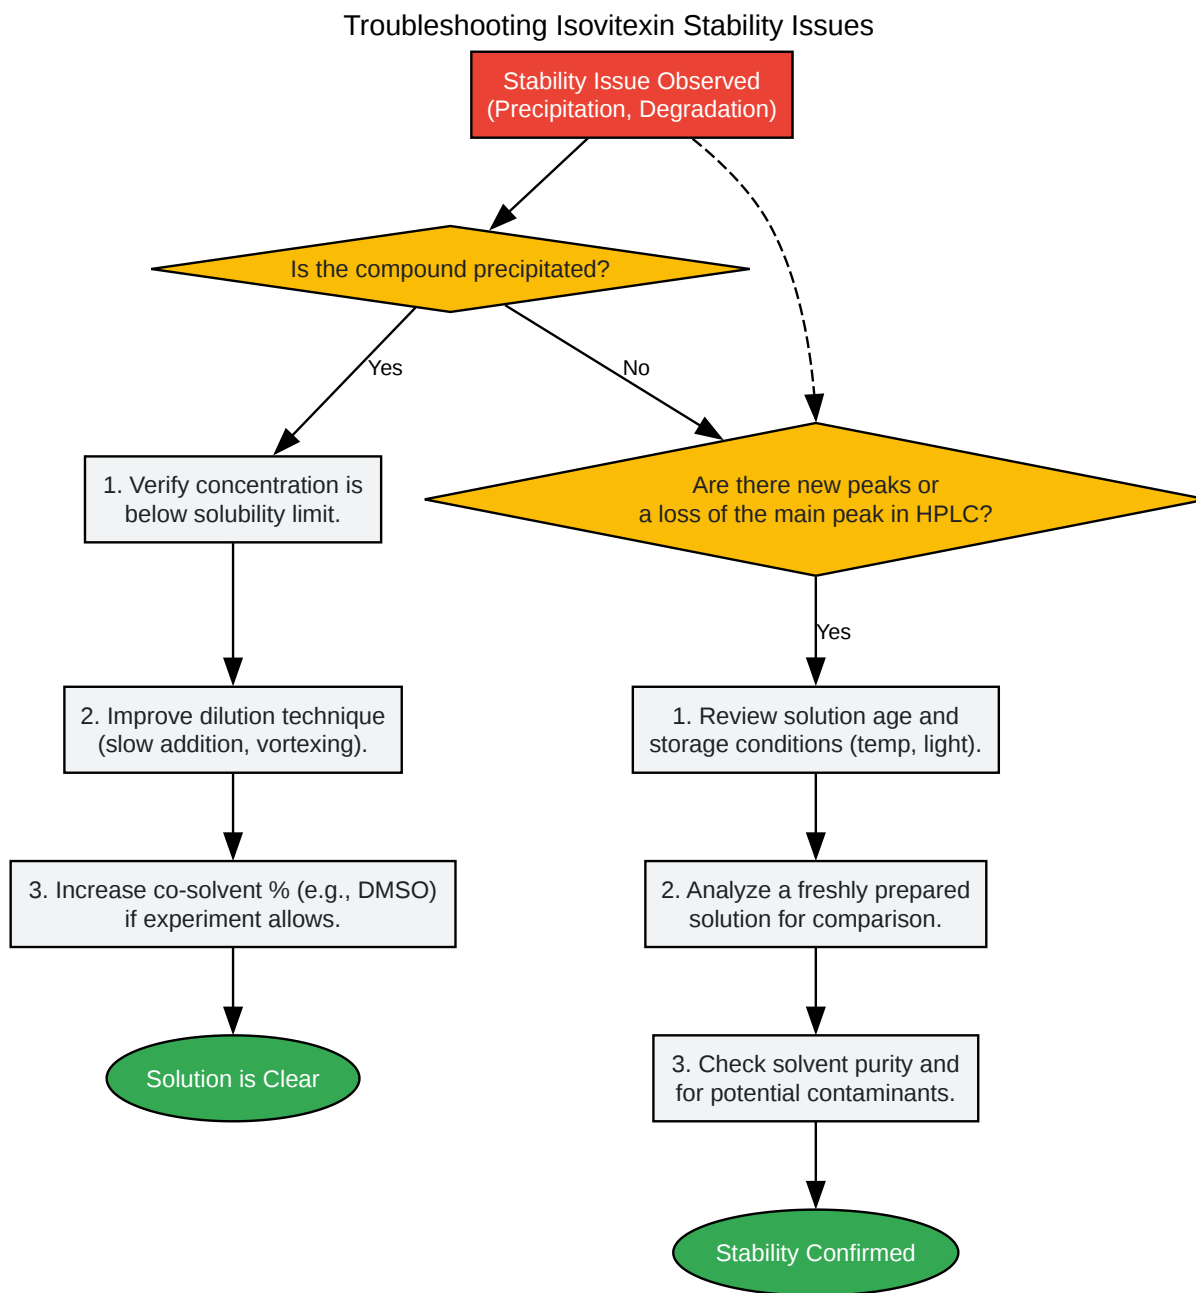 Troubleshooting Isovitexin Stability Issues
Stability Issue Observed
(Precipitation, Degradation)
Is the compound precipitated?
Yes
No
1. Verify concentration is
below solubility limit.
Are there new peaks or
a loss of the main peak in HPLC?
Yes
2. Improve dilution technique
(slow addition, vortexing).
1. Review solution age and
storage conditions (temp, light).
3. Increase co-solvent % (e.g., DMSO)
if experiment allows.
2. Analyze a freshly prepared
solution for comparison.
Solution is Clear
3. Check solvent purity and
for potential contaminants.
Stability Confirmed